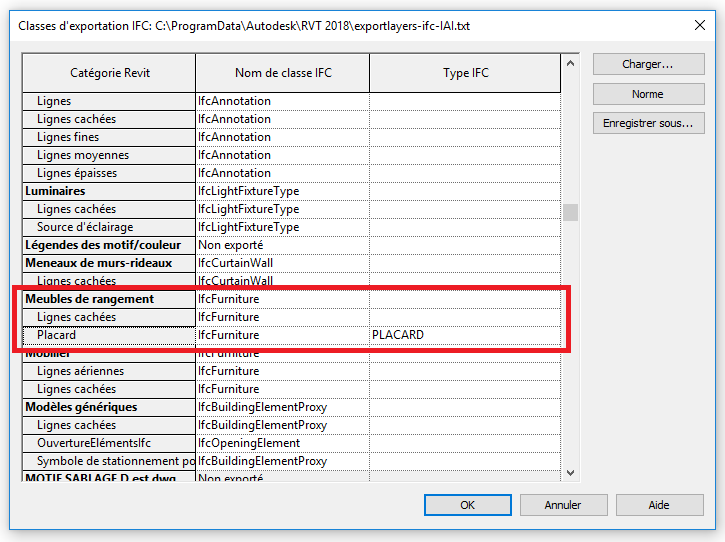 Classes d'exportation IFC: C:\ProgramData\Autodesk\RVT 2018\exportlayers-ifc-IAI.txt
Catégorie Revit Nom de classe IFC Type IFC
Charger...
Norme
Enregistrer sous...
Lignes IfcAnnotation
Lignes cachées IfcAnnotation
Lignes fines IfcAnnotation
Lignes moyennes IfcAnnotation
Lignes épaisses IfcAnnotation
Luminaires IfcLightFixtureType
Lignes cachées IfcLightFixtureType
Source d'éclairage IfcLightFixtureType
Légendes des motif/couleur Non exporté
Meneaux de murs-rideaux IfcCurtainWall
Lignes cachées IfcCurtainWall
Meubles de rangement IfcFurniture
Lignes cachées IfcFurniture
Placard IfcFurniture PLACARD
Mobilier IfcFurniture
Lignes aériennes IfcFurniture
Lignes cachées IfcFurniture
Modèles génériques IfcBuildingElementProxy
Lignes cachées IfcBuildingElementProxy
OuvertureElémentsIfc IfcOpeningElement
Symbole de stationnement po IfcBuildingElementProxy
MOTIF SABLAGE D est.dwg Non exporté
OK Annuler Aide